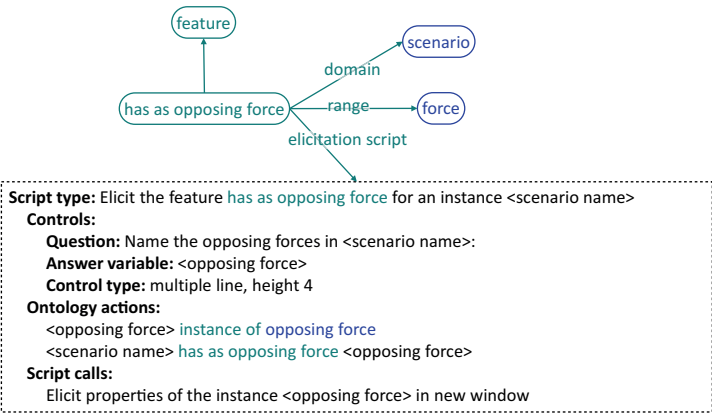 feature
scenario
domain
has as opposing force
range
force
elicitation script
Script type: Elicit the feature has as opposing force for an instance <scenario name>
Controls:
Question: Name the opposing forces in <scenario name>:
Answer variable: <opposing force>
Control type: multiple line, height 4
Ontology actions:
<opposing force> instance of opposing force
<scenario name> has as opposing force <opposing force>
Script calls:
Elicit properties of the instance <opposing force> in new window